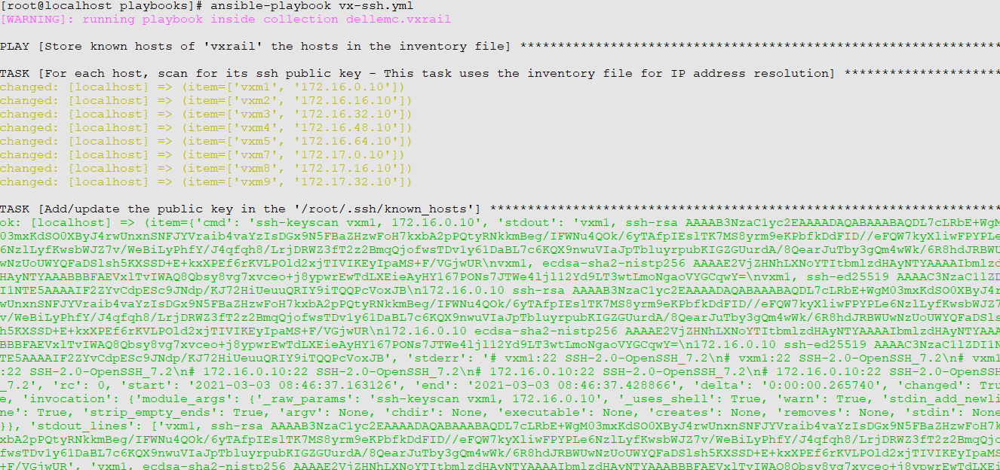 [root@localhost playbooks]# ansible-playbook vx-ssh.yml
[WARNING]: running playbook inside collection dellemc.vxrail
PLAY [Store known hosts of 'vxrail' the hosts in the inventory file] ****************************************************************
TASK [For each host, scan for its ssh public key - This task uses the inventory file for IP address resolution] *********************
changed: [localhost] => (item=['vxm1', '172.16.0.10'])
changed: [localhost] => (item=['vxm2', '172.16.16.10'])
changed: [localhost] => (item=['vxm3', '172.16.32.10'])
changed: [localhost] => (item=['vxm4', '172.16.48.10'])
changed: [localhost] => (item=['vxm5', '172.16.64.10'])
changed: [localhost] => (item=['vxm7', '172.17.0.10'])
changed: [localhost] => (item=['vxm8', '172.17.16.10'])
changed: [localhost] => (item=['vxm9', '172.17.32.10'])
TASK [Add/update the public key in the '/root/.ssh/known_hosts'] ********************************************************************
ok: [localhost] => (item={'cmd': 'ssh-keyscan vxm1, 172.16.0.10', 'stdout': 'vxm1, ssh-rsa AAAAB3NzaC1yc2EAAAADAQABAAABAQDL7cLRbE+WgM
03mxKdSO0XByJ4rwUnxnSNFJYVraib4vaYzIsDGx9N5FBaZHzwFoH7kxbA2pPQtyRNkkmBeg/IFWNu4QOk/6yTAfpIEslTK7MS8yrm9eKPbfkDdFID//eFQW7kyXliwFPYPLe
6NzlLyfKwsbWJZ7v/WeBiLyPhfY/J4qfqh8/LrjDRWZ3fT2z2BmqQjofwsTDv1y61DaBL7c6KQX9nwuVIaJpTbluyrpubKIGZGUurdA/8QearJuTby3gQm4wWk/6R8hdJRBWU
wNzUoUWYQFaDSlsh5KXSSD+E+kxXPEf6rKVLPOld2xjTIVIKEyIpaMS+F/VGjwUR\nvxm1, ecdsa-sha2-nistp256 AAAAE2VjZHNhLXNoYTItbmlzdHAyNTYAAAAIbmlzd
HAyNTYAAABBBFAEVxlTvIWAQ8Qbsy8vg7xvceo+j8ypwrEwTdLXEieAyHY167PONs7JTWe4ljl12Yd9LT3wtLmoNgaoVYGCqwY=\nvxm1, ssh-ed25519 AAAAC3NzaC1lZD
I1NTE5AAAAIF2ZYvCdpESc9JNdp/KJ72HiUeuuQRIY9iTQQPcVoxJB\n172.16.0.10 ssh-rsa AAAAB3NzaC1yc2EAAAADAQABAAABAQDL7cLRbE+WgM03mxKdSO0XByJ4r
wUnxnSNFJYVraib4vaYzIsDGx9N5FBaZHzwFoH7kxbA2pPQtyRNkkmBeg/IFWNu4QOk/6yTAfpIEslTK7MS8yrm9eKPbfkDdFID//eFQW7kyXliwFPYPLe6NzlLyfKwsbWJZ7
v/WeBiLyPhfY/J4qfqh8/LrjDRWZ3fT2z2BmqQjofwsTDv1y61DaBL7c6KQX9nwuVIaJpTbluyrpubKIGZGUurdA/8QearJuTby3gQm4wWk/6R8hdJRBWUwNzUoUWYQFaDSls
h5KXSSD+E+kxXPEf6rKVLPOld2xjTIVIKEyIpaMS+F/VGjwUR\n172.16.0.10 ecdsa-sha2-nistp256 AAAAE2VjZHNhLXNoYTItbmlzdHAyNTYAAAAIbmlzdHAyNTYAAA
BBBFAEVxlTvIWAQ8Qbsy8vg7xvceo+j8ypwrEwTdLXEieAyHY167PONs7JTWe4ljl12Yd9LT3wtLmoNgaoVYGCqwY=\n172.16.0.10 ssh-ed25519 AAAAC3NzaC1lZDI1N
TE5AAAAIF2ZYvCdpESc9JNdp/KJ72HiUeuuQRIY9iTQQPcVoxJB', 'stderr': '# vxm1:22 SSH-2.0-OpenSSH_7.2\n# vxm1:22 SSH-2.0-OpenSSH_7.2\n# vxm1
:22 SSH-2.0-OpenSSH_7.2\n# 172.16.0.10:22 SSH-2.0-OpenSSH_7.2\n# 172.16.0.10:22 SSH-2.0-OpenSSH_7.2\n# 172.16.0.10:22 SSH-2.0-OpenSSH
_7.2', 'rc': 0, 'start': '2021-03-03 08:46:37.163126', 'end': '2021-03-03 08:46:37.428866', 'delta': '0:00:00.265740', 'changed': Tru
e, 'invocation': {'module_args': {'_raw_params': 'ssh-keyscan vxm1, 172.16.0.10', '_uses_shell': True, 'warn': True, 'stdin_add_newli
ne': True, 'strip_empty_ends': True, 'argv': None, 'chdir': None, 'executable': None, 'creates': None, 'removes': None, 'stdin': None
}}, 'stdout_lines': ['vxm1, ssh-rsa AAAAB3NzaC1yc2EAAAADAQABAAABAQDL7cLRbE+WgM03mxKdSO0XByJ4rwUnxnSNFJYVraib4vaYzIsDGx9N5FBaZHzwFoH7k
xbA2pPQtyRNkkmBeg/IFWNu4QOk/6yTAfpIEslTK7MS8yrm9eKPbfkDdFID//eFQW7kyXliwFPYPLe6NzlLyfKwsbWJZ7v/WeBiLyPhfY/J4qfqh8/LrjDRWZ3fT2z2BmqQjo
fwsTDv1y61DaBL7c6KQX9nwuVIaJpTbluyrpubKIGZGUurdA/8QearJuTby3gQm4wWk/6R8hdJRBWUwNzUoUWYQFaDSlsh5KXSSD+E+kxXPEf6rKVLPOld2xjTIVIKEyIpaMS
+F/VGjwUR', 'vxm1, ecdsa-sha2-nistp256 AAAAE2VjZHNhLXNoYTItbmlzdHAyNTYAAAAIbmlzdHAyNTYAAABBBFAEVxlTvIWAQ8Qbsy8vg7xvceo+j8ypwrEwTdLXEi